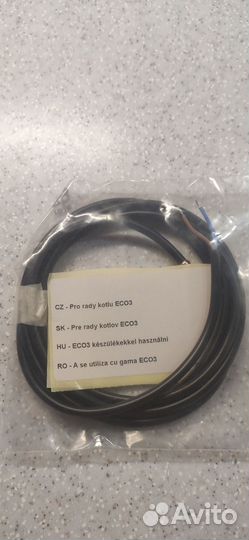 CZ - Pro rady kotlu ECO3
SK - Pre rady kotlov ECO3
HU - ECO3 készülékekkel használni
RO - A se utiliza cu gama ECO3
Avito